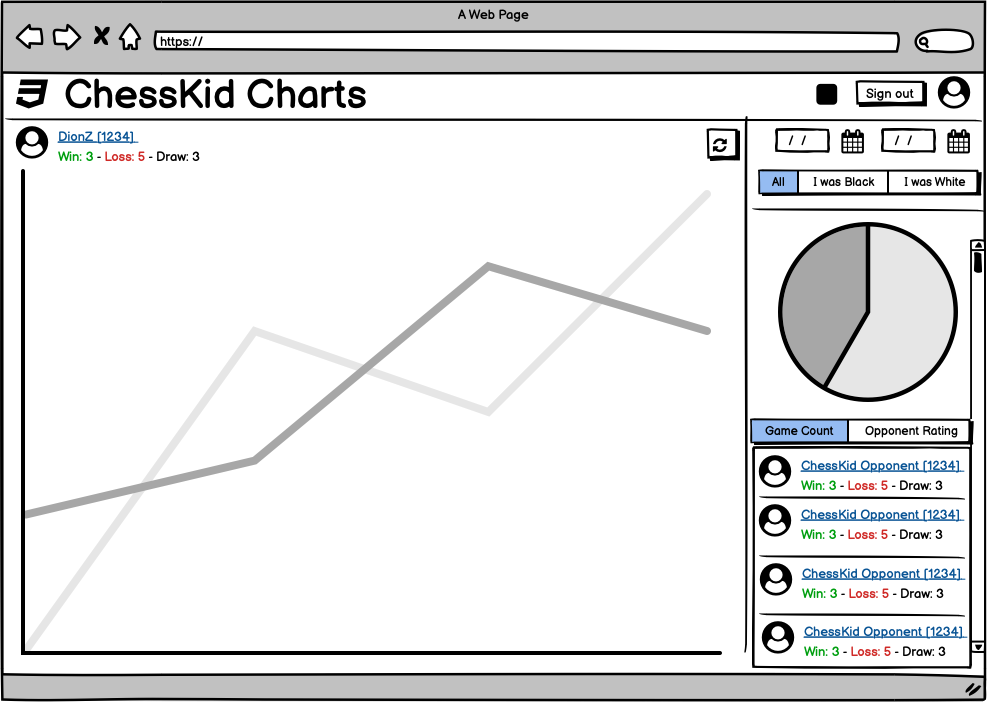 A Web Page
https://
ChessKid Charts
Sign out
DionZ [1234]
Win: 3 - Loss: 5 - Draw: 3
/ /
/ /
All
I was Black
I was White
Game Count
Opponent Rating
ChessKid Opponent [1234]
Win: 3 - Loss: 5 - Draw: 3
ChessKid Opponent [1234]
Win: 3 - Loss: 5 - Draw: 3
ChessKid Opponent [1234]
Win: 3 - Loss: 5 - Draw: 3
ChessKid Opponent [1234]
Win: 3 - Loss: 5 - Draw: 3